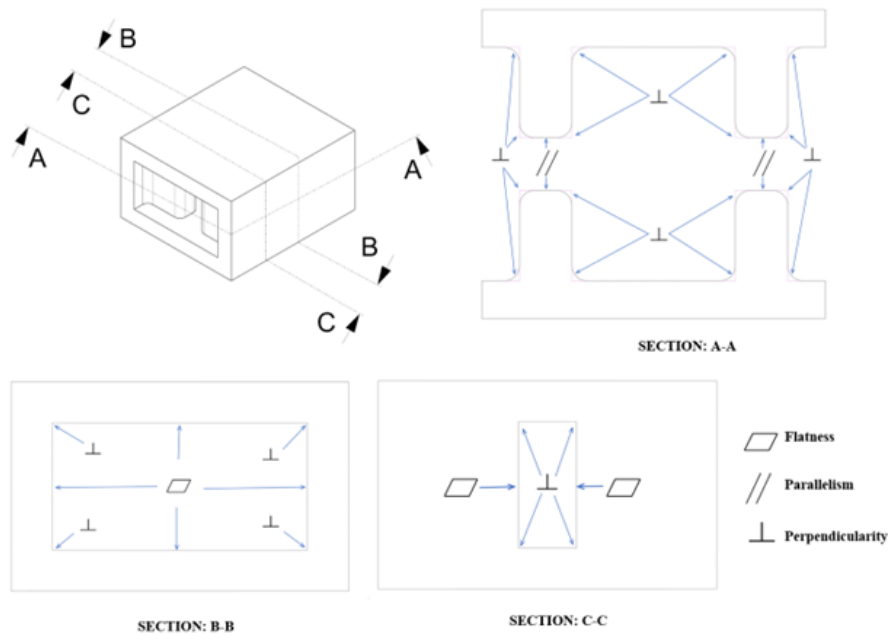 B
C
A
A
B
C
SECTION: A-A
Flatness
Parallelism
Perpendicularity
SECTION: B-B
SECTION: C-C